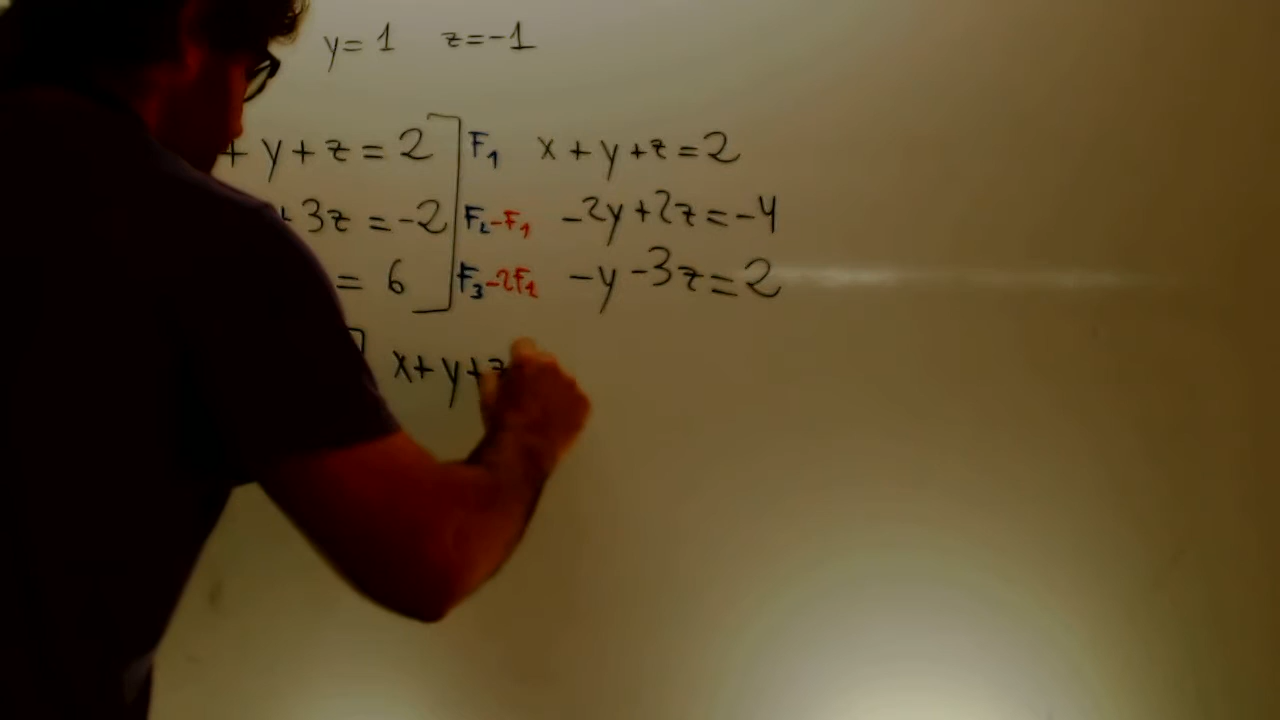 y=1 z=-1
+ y+z=2 F₁ x+y+z=2
3z=-2 F₂-F₁ -2y+2z=-4
= 6 F₃-2F₁ -y-3z=2
x+y+z